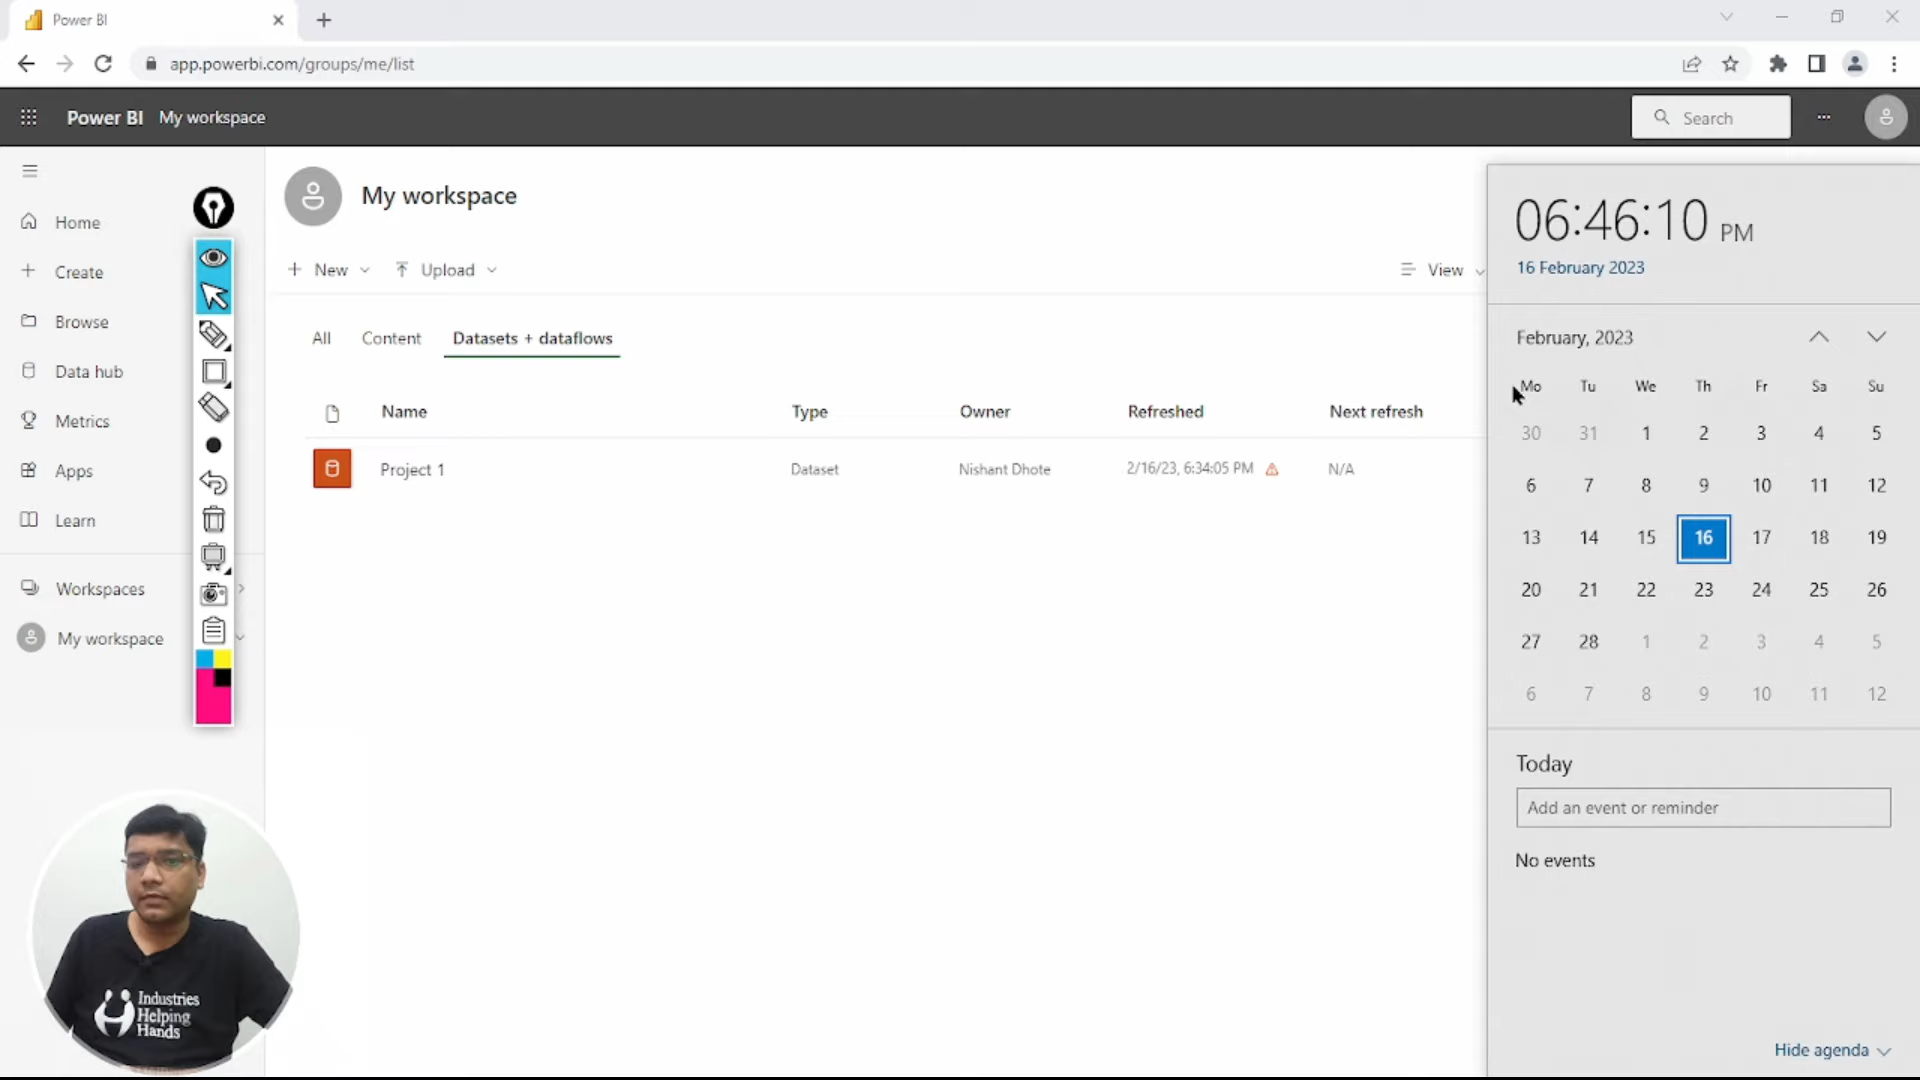 Power BI
app.powerbi.com/groups/me/list
Power BI My workspace
Search
Home
Create
Browse
Data hub
Metrics
Apps
Learn
Workspaces
My workspace
My workspace
New
Upload
View
All Content Datasets + dataflows
Name Type Owner Refreshed Next refresh
Project 1 Dataset Nishant Dhote 2/16/23, 6:34:05 PM N/A
06:46:10 PM
16 February 2023
February, 2023
Mo Tu We Th Fr Sa Su
30 31 1 2 3 4 5
6 7 8 9 10 11 12
13 14 15 16 17 18 19
20 21 22 23 24 25 26
27 28 1 2 3 4 5
6 7 8 9 10 11 12
Today
Add an event or reminder
No events
Hide agenda
Industries
Helping
Hands